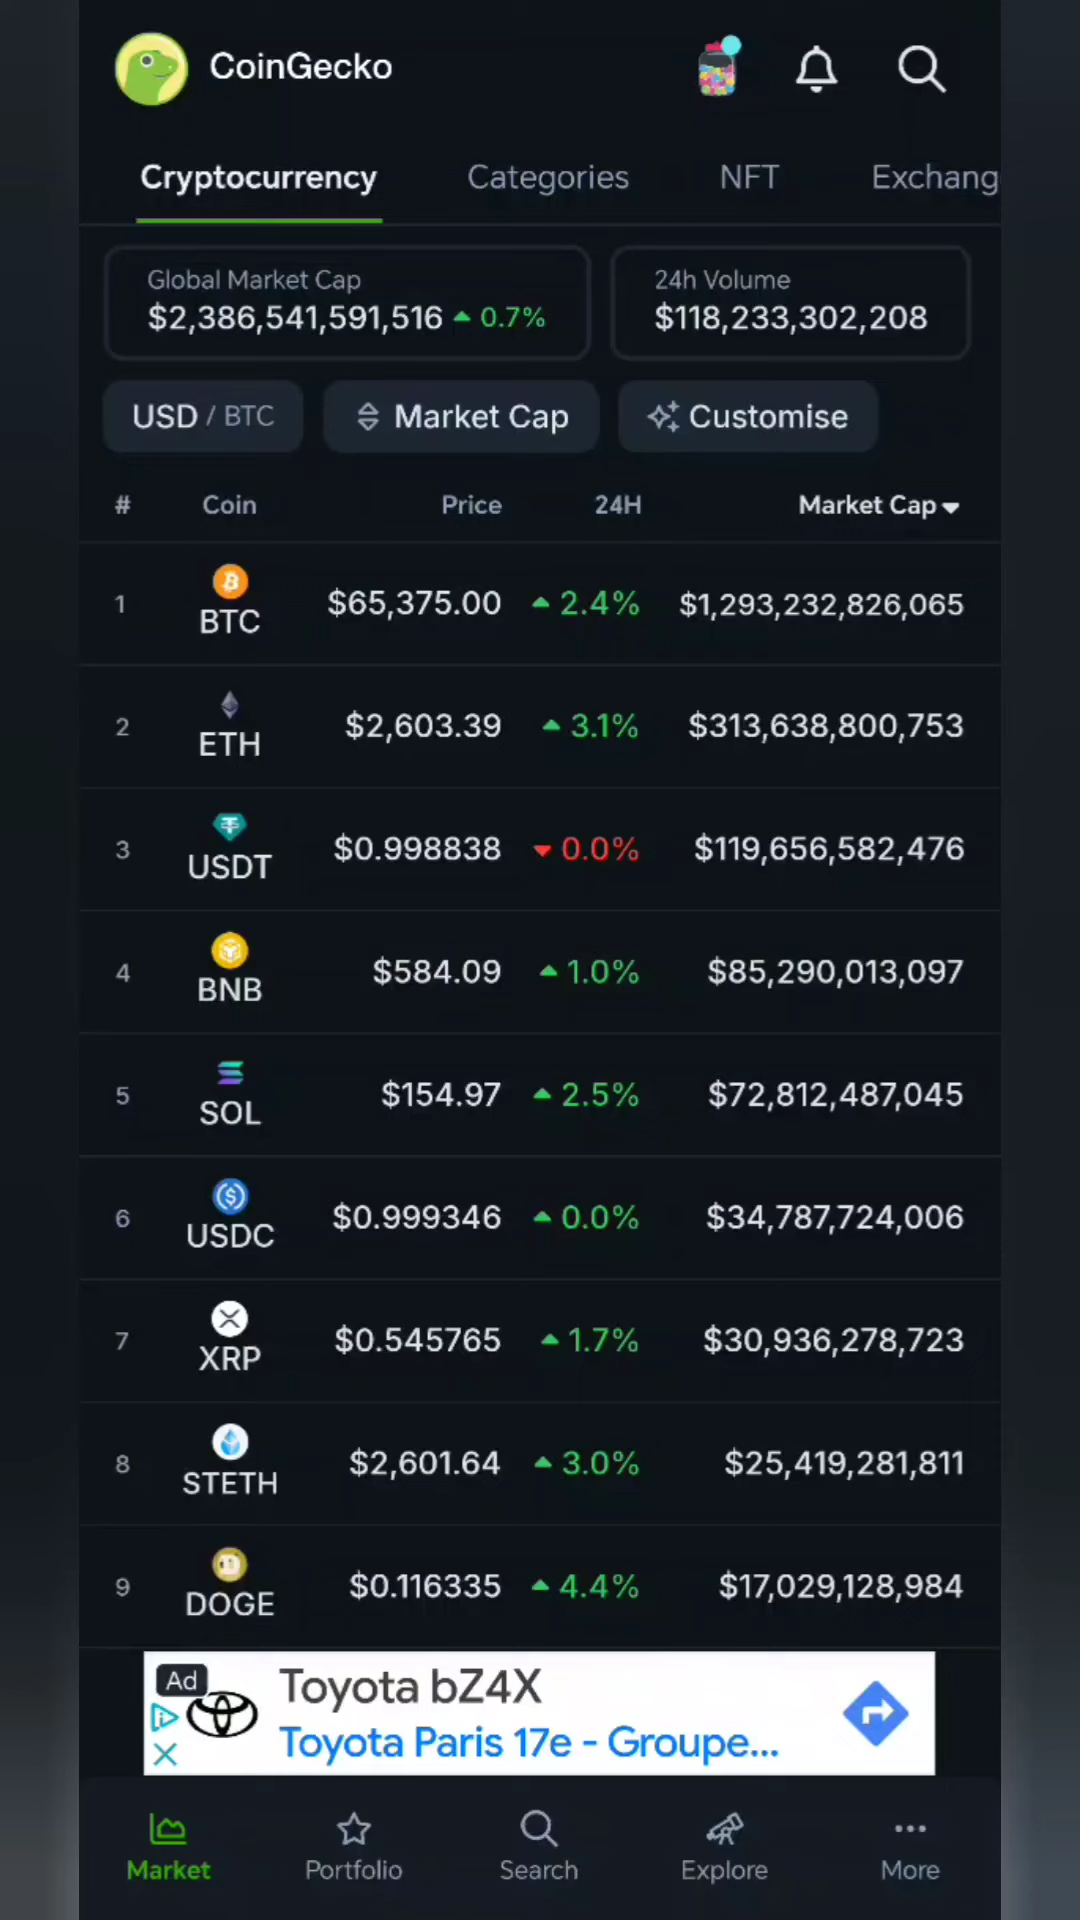 CoinGecko
Cryptocurrency Categories NFT Exchang
Global Market Cap
$2,386,541,591,516 0.7%
24h Volume
$118,233,302,208
USD / BTC Market Cap Customise
# Coin Price 24H Market Cap
1 BTC $65,375.00 2.4% $1,293,232,826,065
2 ETH $2,603.39 3.1% $313,638,800,753
3 USDT $0.998838 0.0% $119,656,582,476
4 BNB $584.09 1.0% $85,290,013,097
5 SOL $154.97 2.5% $72,812,487,045
6 USDC $0.999346 0.0% $34,787,724,006
7 XRP $0.545765 1.7% $30,936,278,723
8 STETH $2,601.64 3.0% $25,419,281,811
9 DOGE $0.116335 4.4% $17,029,128,984
Ad
Toyota bZ4X
Toyota Paris 17e - Groupe...
Market Portfolio Search Explore More